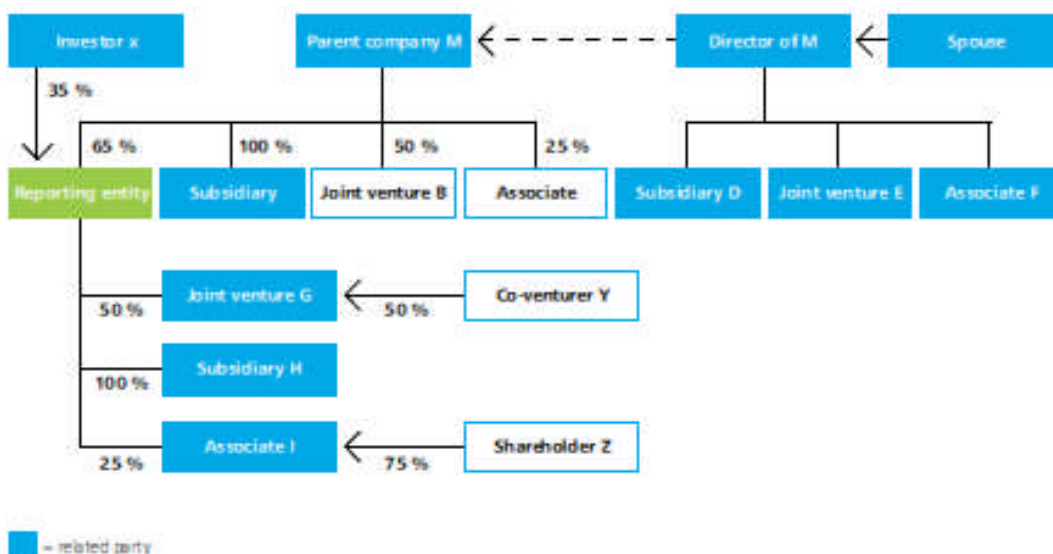 Investor x
Parent company M
Director of M
Spouse
35 %
65 %
100 %
50 %
25 %
Reporting entity
Subsidiary
Joint venture B
Associate
Subsidiary D
Joint venture E
Associate F
Joint venture G
Co-venturer Y
50 %
50 %
Subsidiary H
100 %
Associate I
Shareholder Z
25 %
75 %
= related party